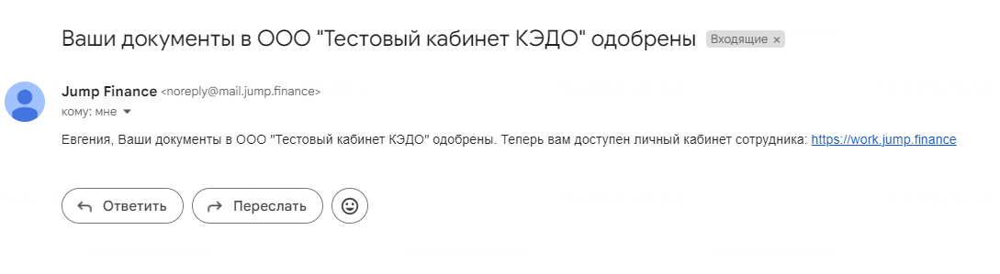 Ваши документы в ООО "Тестовый кабинет КЭДО" одобрены Входящие ×
Jump Finance <noreply@mail.jump.finance>
кому: мне
Евгения, Ваши документы в ООО "Тестовый кабинет КЭДО" одобрены. Теперь вам доступен личный кабинет сотрудника: https://work.jump.finance
Ответить Переслать